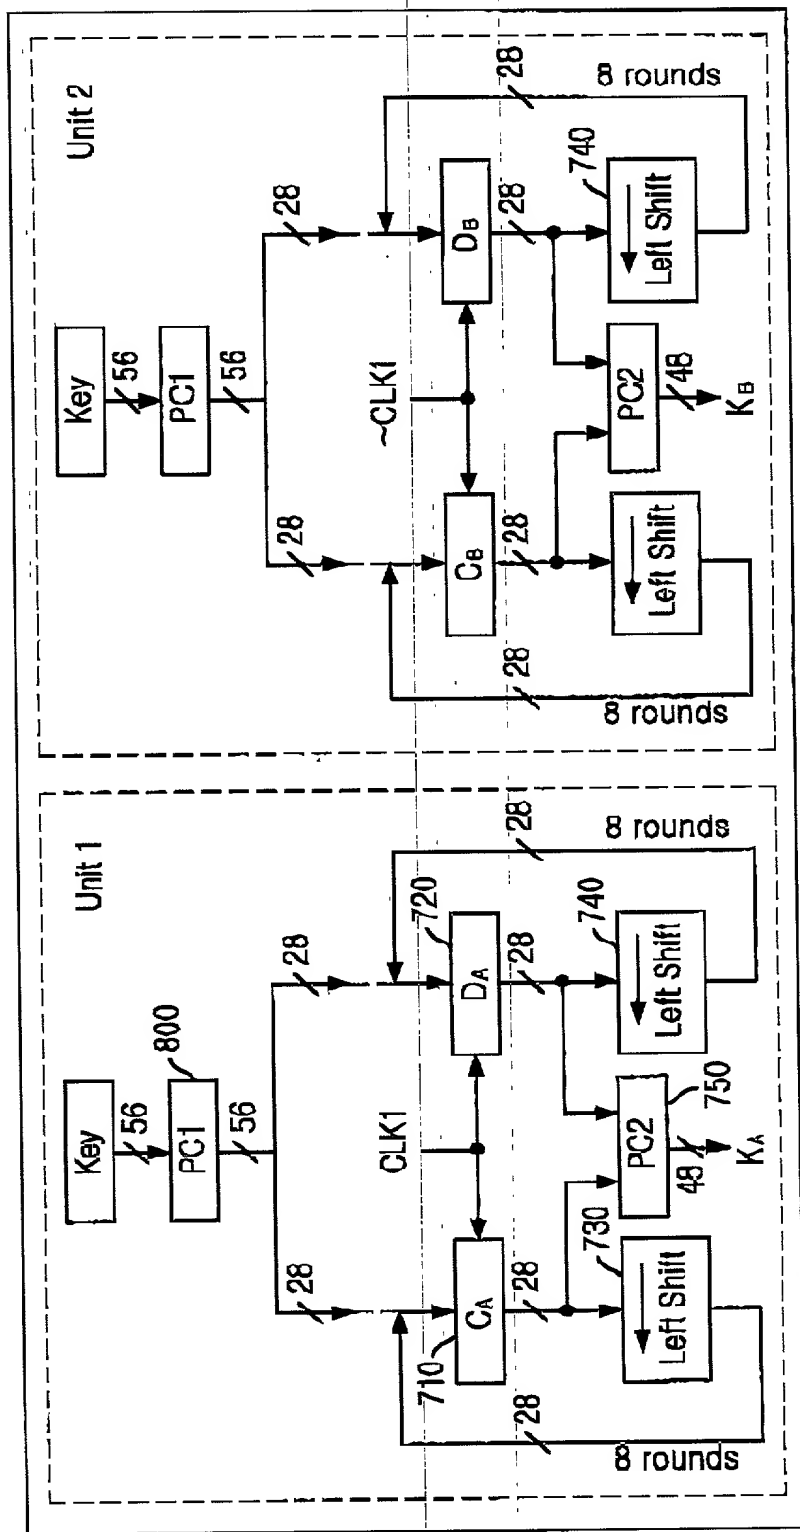 Unit 1
Key
56
800
PC1
56
28
28
CLK1
710
CA
720
DA
28
28
28
28
730
740
Left Shift
Left Shift
PC2
750
48
KA
8 rounds
8 rounds
Unit 2
Key
56
PC1
56
28
28
~CLK1
CB
DB
28
28
28
28
740
Left Shift
Left Shift
PC2
48
KB
8 rounds
8 rounds